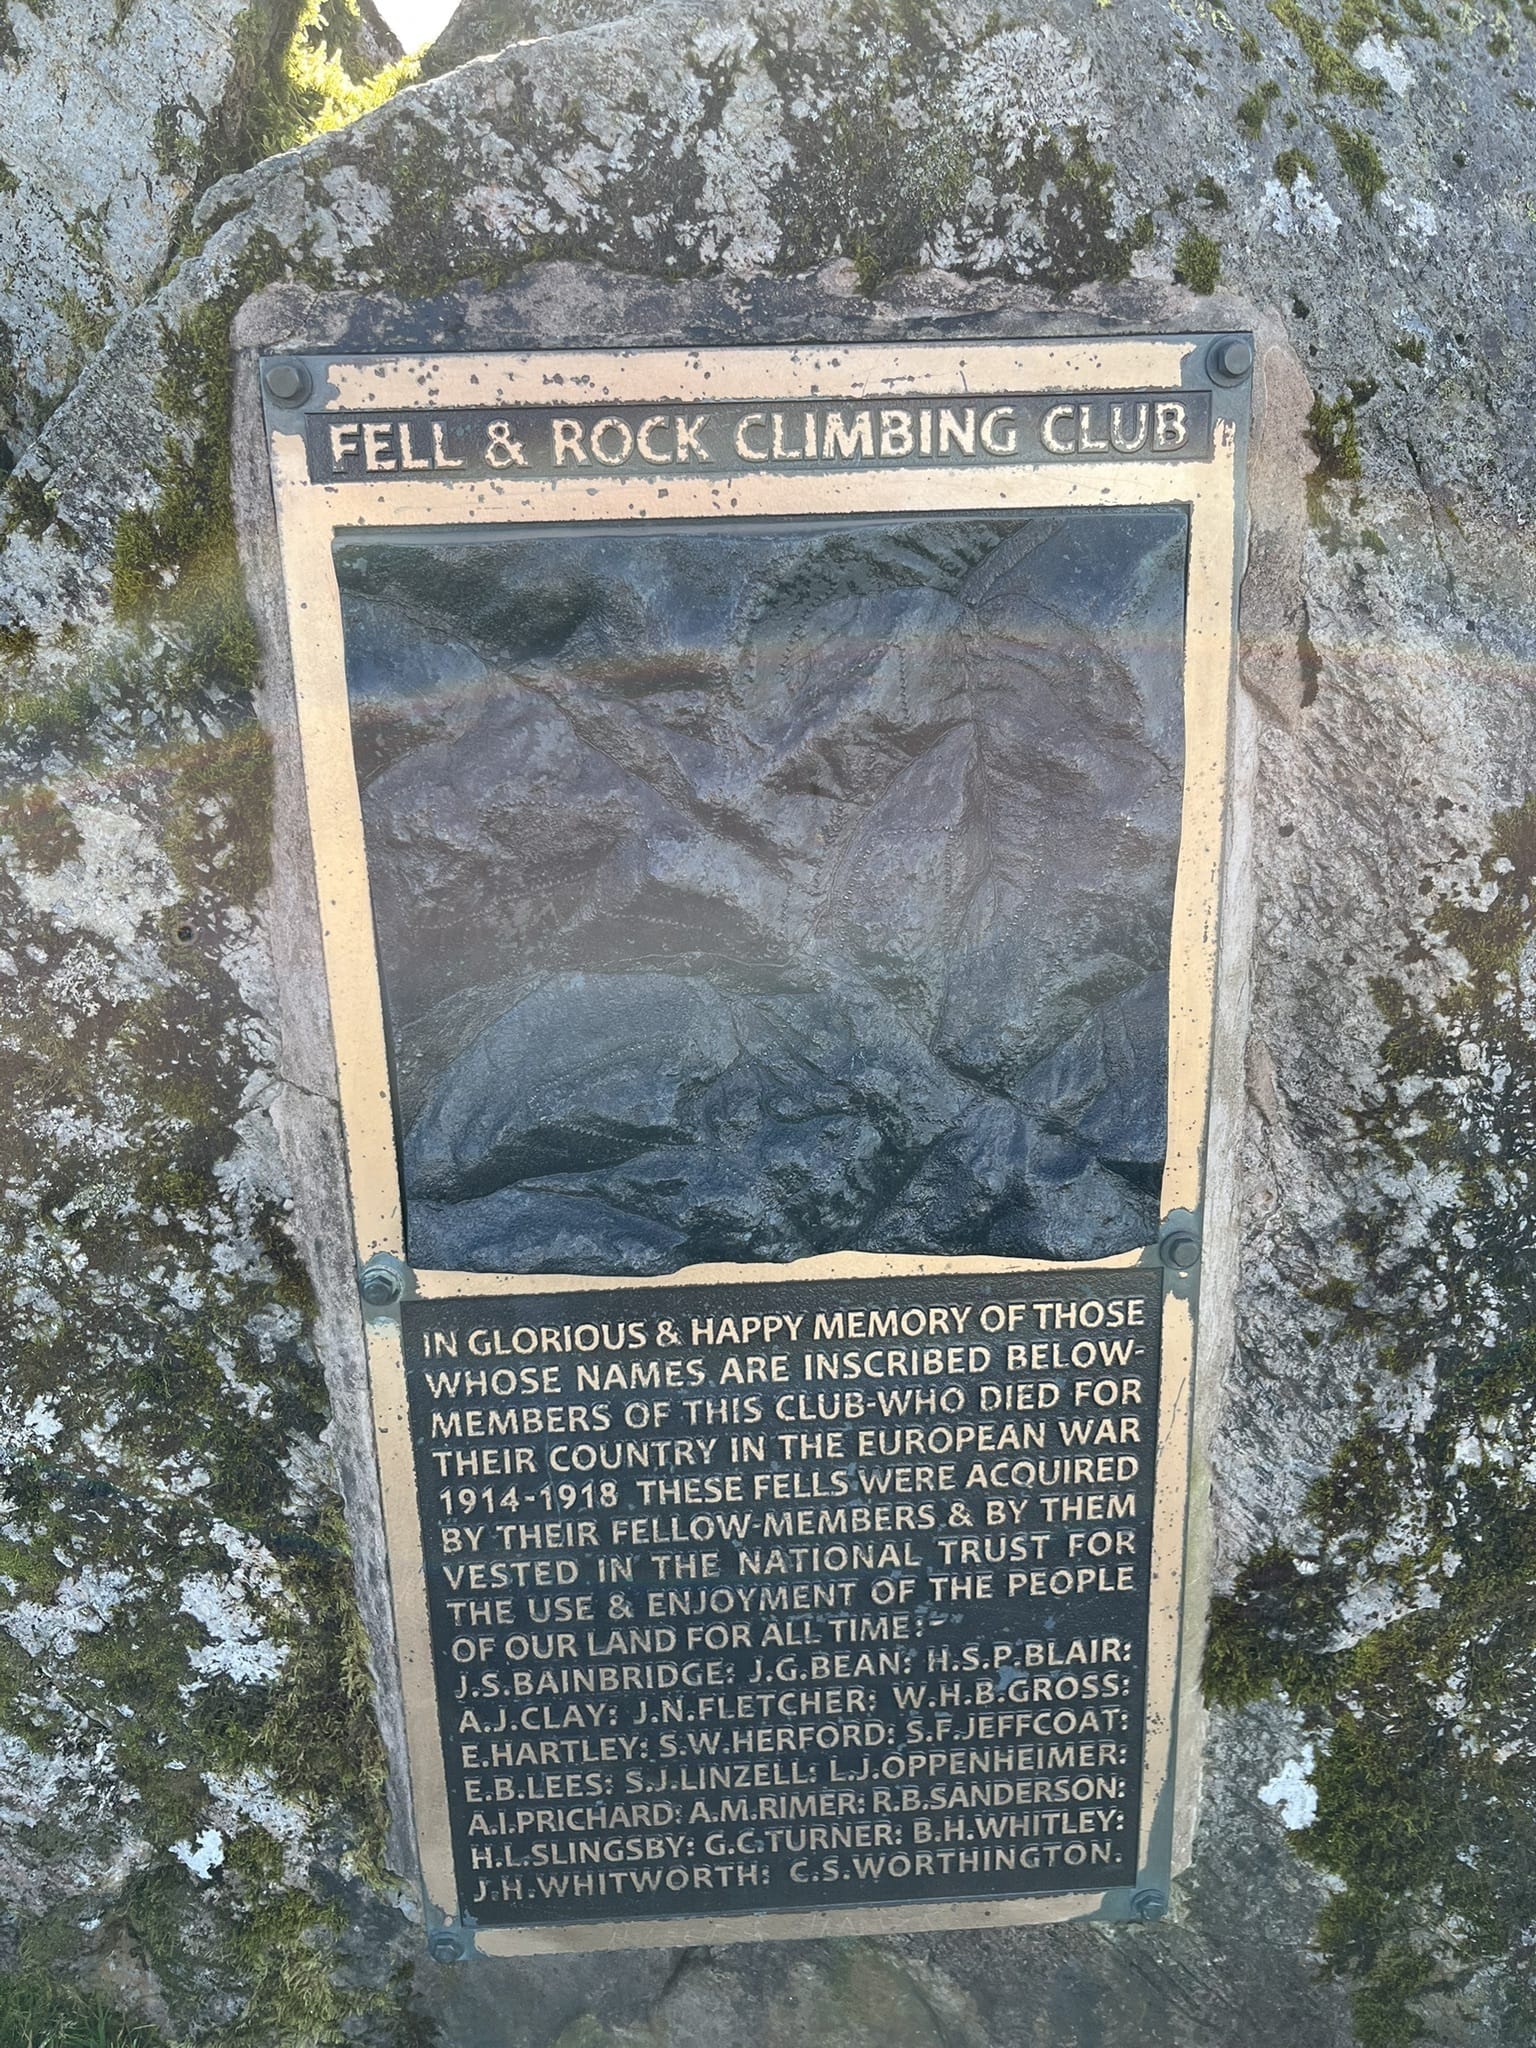 FELL & ROCK CLIMBING CLUB
IN GLORIOUS & HAPPY MEMORY OF THOSE
WHOSE NAMES ARE INSCRIBED BELOW-
MEMBERS OF THIS CLUB-WHO DIED FOR
THEIR COUNTRY IN THE EUROPEAN WAR
1914-1918 THESE FELLS WERE ACQUIRED
BY THEIR FELLOW-MEMBERS & BY THEM
VESTED IN THE NATIONAL TRUST FOR
THE USE & ENJOYMENT OF THE PEOPLE
OF OUR LAND FOR ALL TIME:-
J.S.BAINBRIDGE: J.G.BEAN: H.S.P.BLAIR:
A.J.CLAY: J.N.FLETCHER: W.H.B.GROSS:
E.HARTLEY: S.W.HERFORD: S.F.JEFFCOAT:
E.B.LEES: S.J.LINZELL: L.J.OPPENHEIMER:
A.I.PRICHARD: A.M.RIMER: R.B.SANDERSON:
H.L.SLINGSBY: G.C.TURNER: B.H.WHITLEY:
J.H.WHITWORTH: C.S.WORTHINGTON.